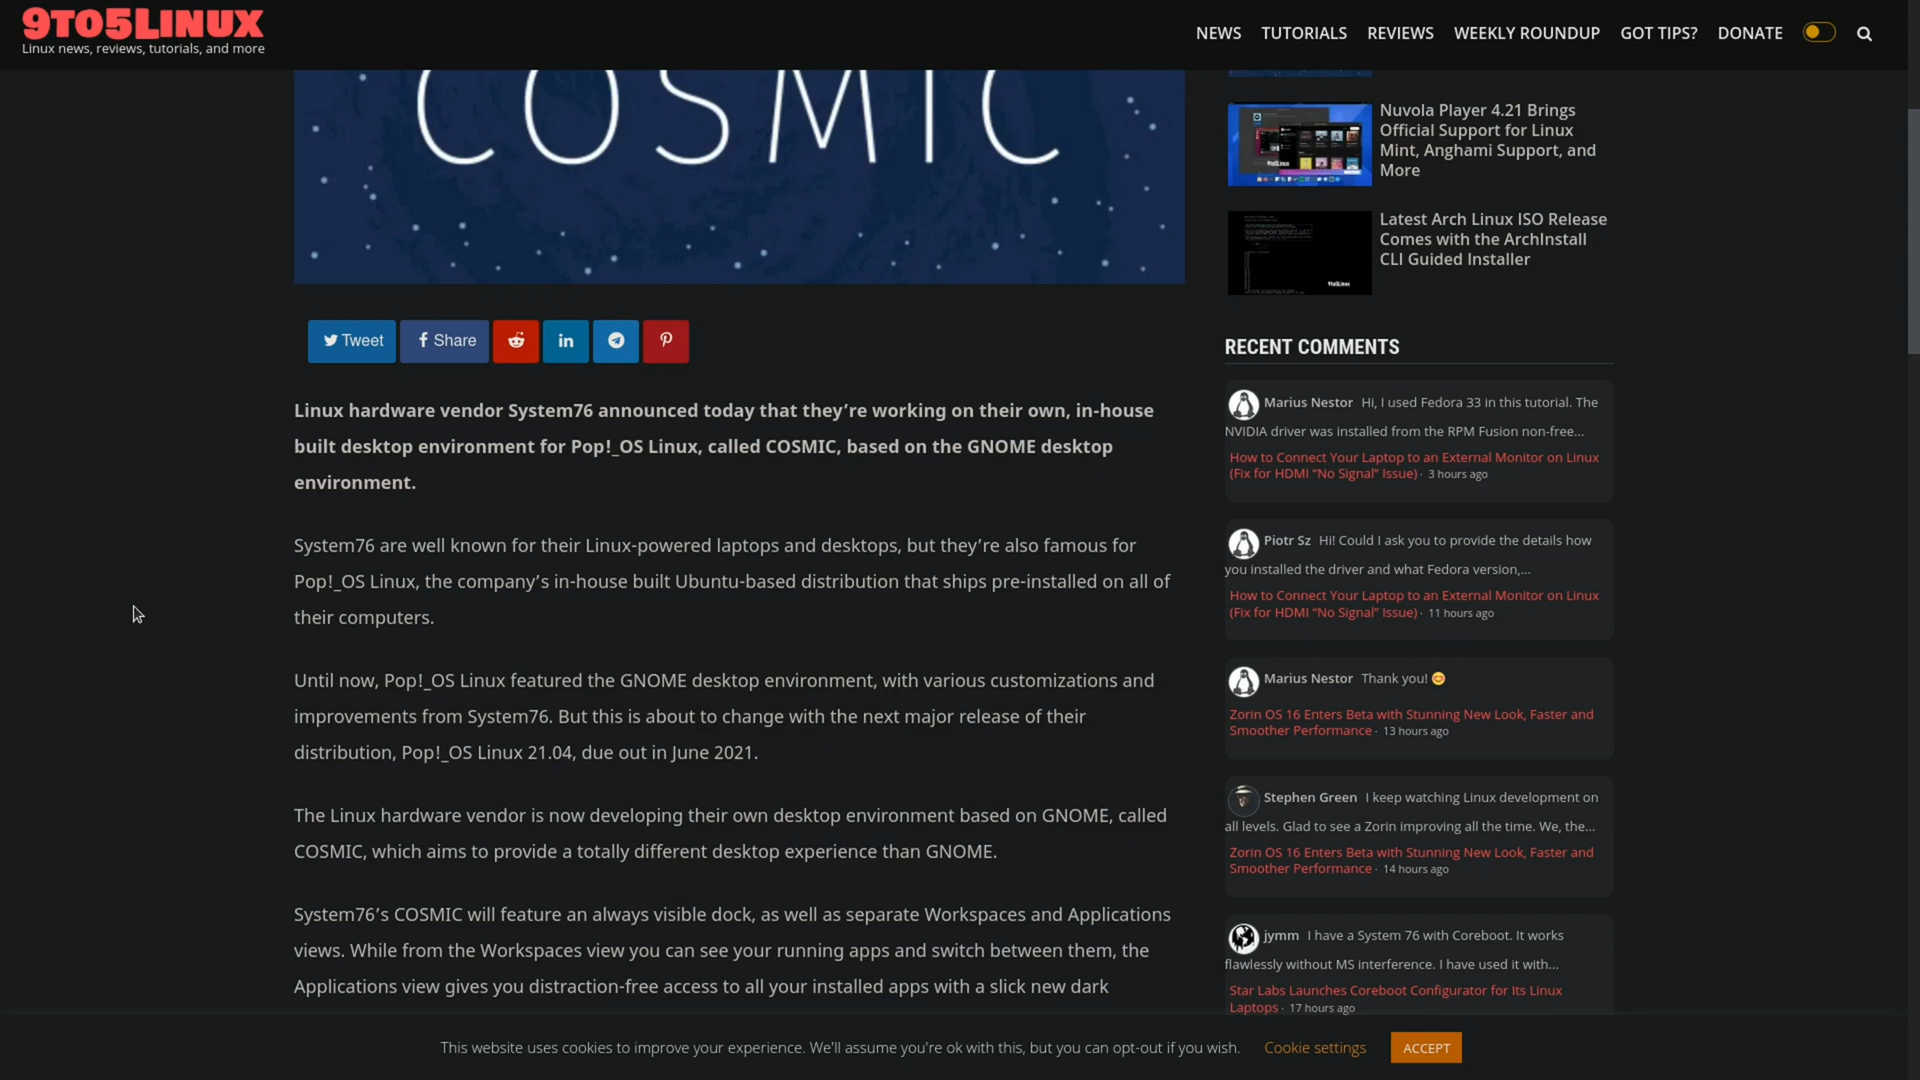 9TO5LINUX
Linux news, reviews, tutorials, and more
NEWS TUTORIALS REVIEWS WEEKLY ROUNDUP GOT TIPS? DONATE
COSMIC
Tweet
Share
Linux hardware vendor System76 announced today that they’re working on their own, in-house
built desktop environment for Pop!_OS Linux, called COSMIC, based on the GNOME desktop
environment.
System76 are well known for their Linux-powered laptops and desktops, but they’re also famous for
Pop!_OS Linux, the company’s in-house built Ubuntu-based distribution that ships pre-installed on all of
their computers.
Until now, Pop!_OS Linux featured the GNOME desktop environment, with various customizations and
improvements from System76. But this is about to change with the next major release of their
distribution, Pop!_OS Linux 21.04, due out in June 2021.
The Linux hardware vendor is now developing their own desktop environment based on GNOME, called
COSMIC, which aims to provide a totally different desktop experience than GNOME.
System76’s COSMIC will feature an always visible dock, as well as separate Workspaces and Applications
views. While from the Workspaces view you can see your running apps and switch between them, the
Applications view gives you distraction-free access to all your installed apps with a slick new dark
Nuvola Player 4.21 Brings
Official Support for Linux
Mint, Anghami Support, and
More
Latest Arch Linux ISO Release
Comes with the ArchInstall
CLI Guided Installer
RECENT COMMENTS
Marius Nestor Hi, I used Fedora 33 in this tutorial. The
NVIDIA driver was installed from the RPM Fusion non-free...
How to Connect Your Laptop to an External Monitor on Linux
(Fix for HDMI “No Signal” Issue) · 3 hours ago
Piotr Sz Hi! Could I ask you to provide the details how
you installed the driver and what Fedora version,...
How to Connect Your Laptop to an External Monitor on Linux
(Fix for HDMI “No Signal” Issue) · 11 hours ago
Marius Nestor Thank you! 😊
Zorin OS 16 Enters Beta with Stunning New Look, Faster and
Smoother Performance · 13 hours ago
Stephen Green I keep watching Linux development on
all levels. Glad to see a Zorin improving all the time. We, the...
Zorin OS 16 Enters Beta with Stunning New Look, Faster and
Smoother Performance · 14 hours ago
jymm I have a System 76 with Coreboot. It works
flawlessly without MS interference. I have used it with...
Star Labs Launches Coreboot Configurator for Its Linux
Laptops · 17 hours ago
This website uses cookies to improve your experience. We'll assume you're ok with this, but you can opt-out if you wish. Cookie settings ACCEPT